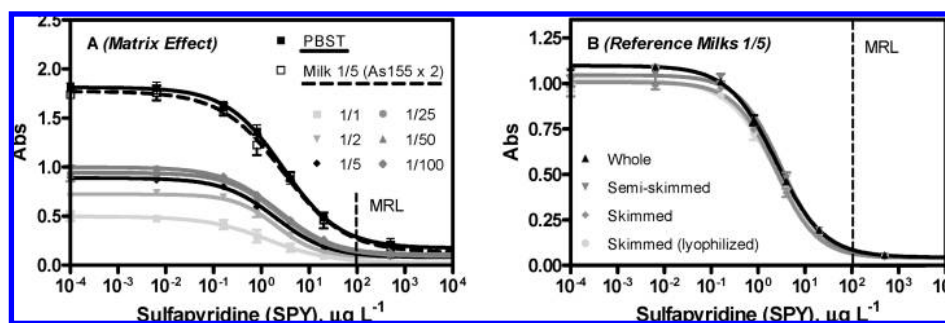 A (Matrix Effect)
PBST
Milk 1/5 (As155 x 2)
1/1
1/25
1/2
1/50
1/5
1/100
MRL
2.0
1.5
1.0
0.5
0.0
Abs
10⁻⁴ 10⁻³ 10⁻² 10⁻¹ 10⁰ 10¹ 10² 10³ 10⁴
Sulfapyridine (SPY), µg L⁻¹
B (Reference Milks 1/5)
MRL
Whole
Semi-skimmed
Skimmed
Skimmed (lyophilized)
1.25
1.00
0.75
0.50
0.25
0.00
Abs
10⁻⁴ 10⁻³ 10⁻² 10⁻¹ 10⁰ 10¹ 10² 10³
Sulfapyridine (SPY), µg L⁻¹